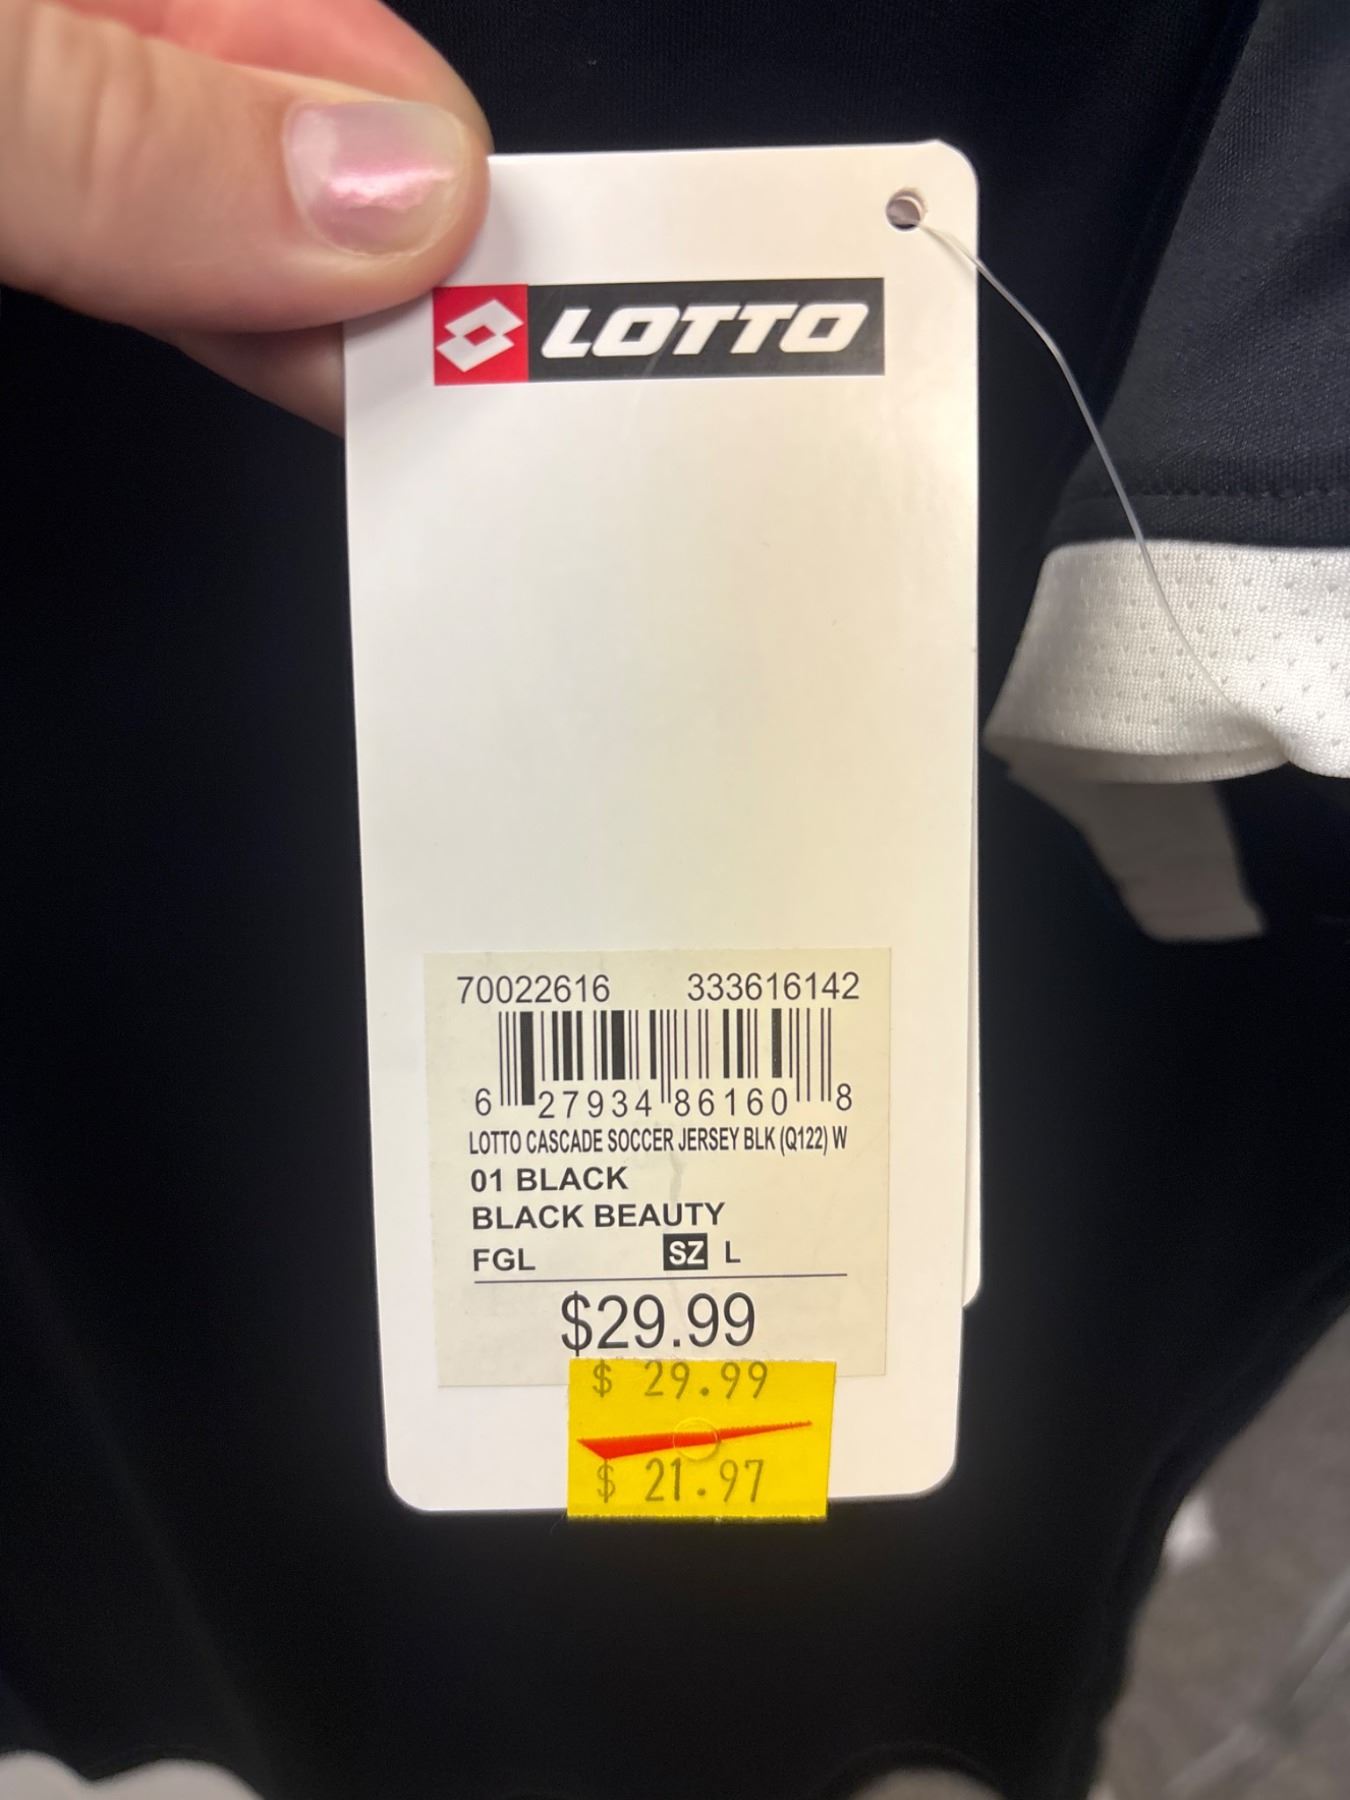 LOTTO
70022616 333616142
6 27934 86160 8
LOTTO CASCADE SOCCER JERSEY BLK (Q122) W
01 BLACK
BLACK BEAUTY
FGL SZ L
$29.99
$ 29.99
$ 21.97